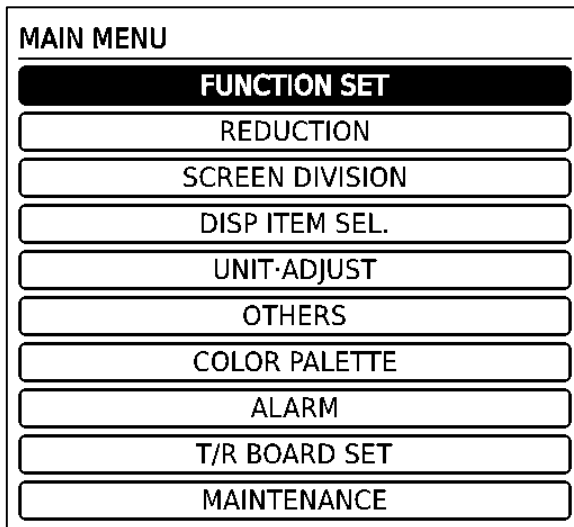 MAIN MENU
FUNCTION SET
REDUCTION
SCREEN DIVISION
DISP ITEM SEL.
UNIT·ADJUST
OTHERS
COLOR PALETTE
ALARM
T/R BOARD SET
MAINTENANCE